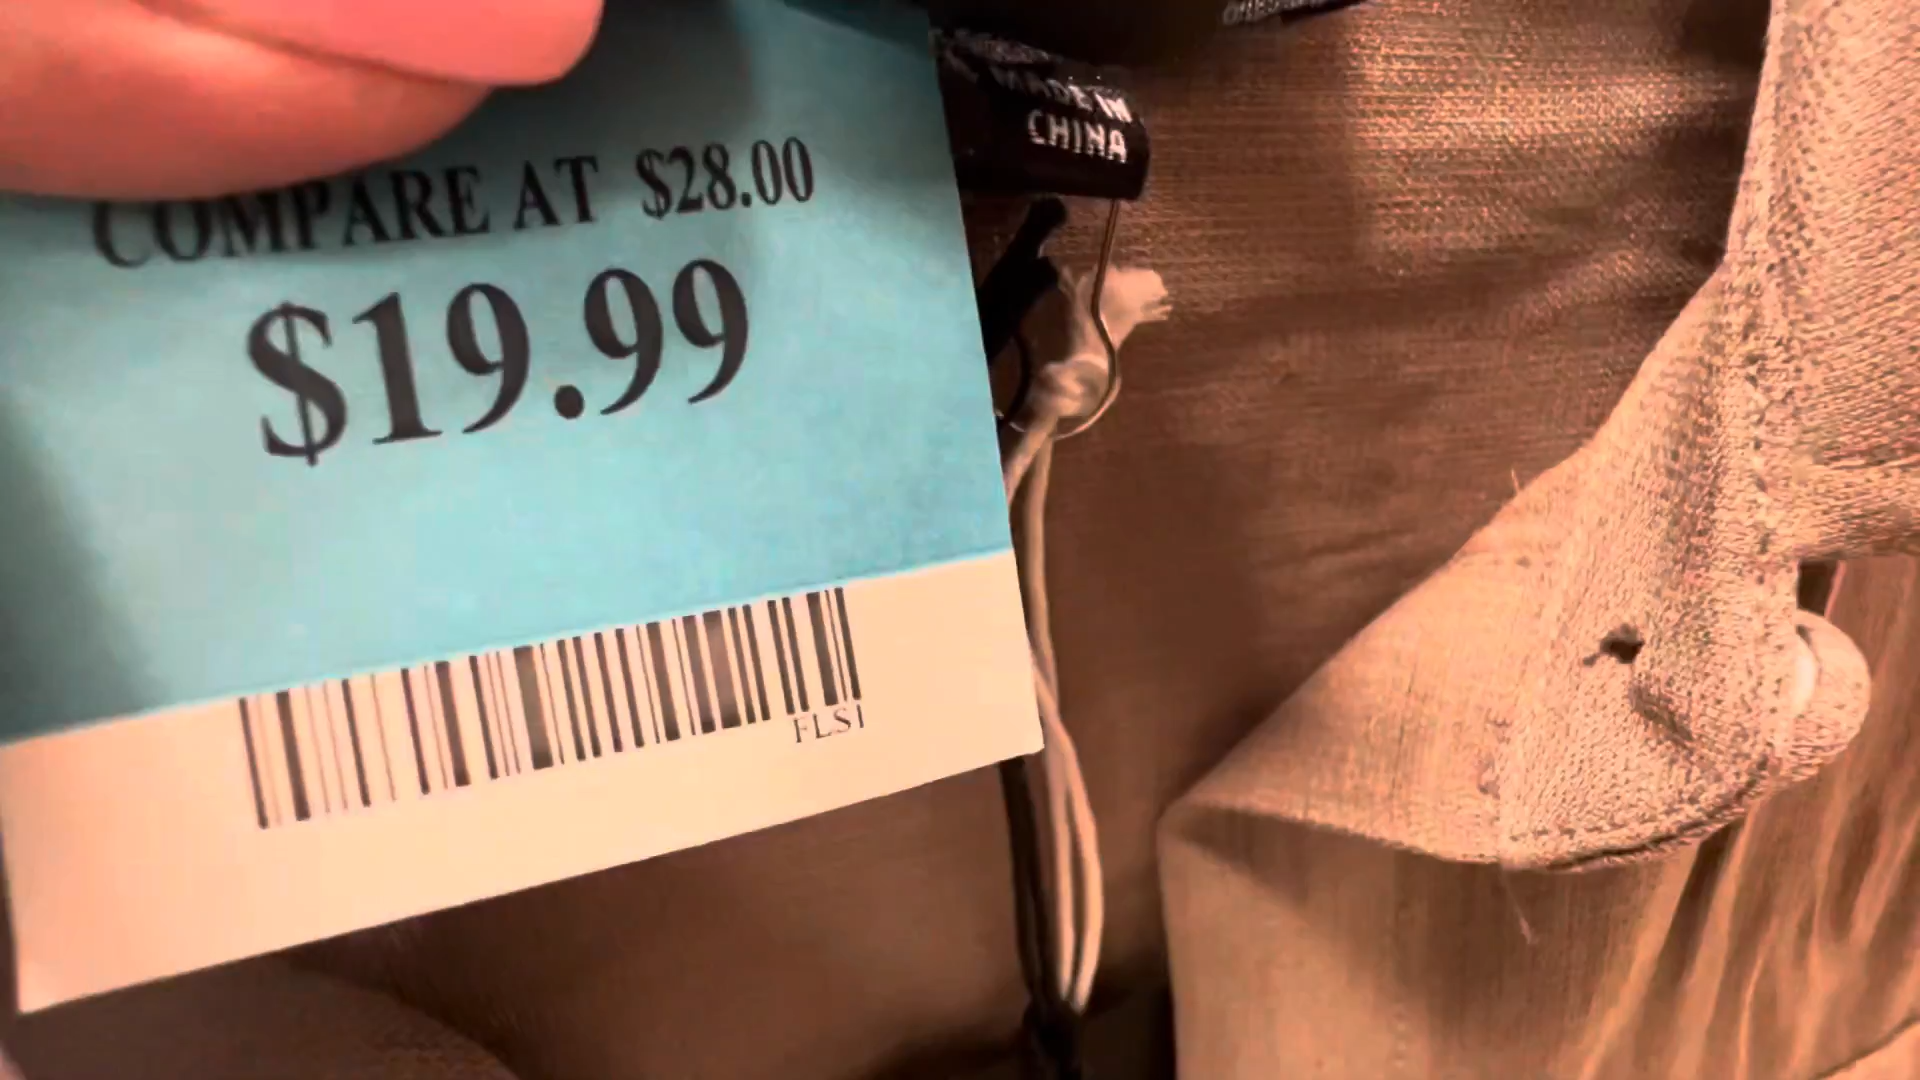 COMPARE AT $28.00
$19.99
FLS1
MADE IN
CHINA